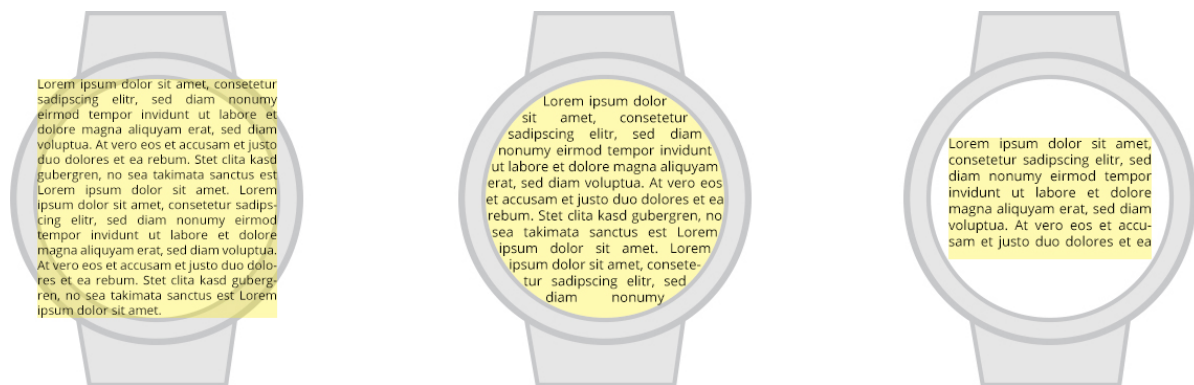 Lorem ipsum dolor sit amet, consetetur
sadipscing elitr, sed diam nonumy
eirmod tempor invidunt ut labore et
dolore magna aliquyam erat, sed diam
voluptua. At vero eos et accusam et justo
duo dolores et ea rebum. Stet clita kasd
gubergren, no sea takimata sanctus est
Lorem ipsum dolor sit amet. Lorem
ipsum dolor sit amet, consetetur sadips-
cing elitr, sed diam nonumy eirmod
tempor invidunt ut labore et dolore
magna aliquyam erat, sed diam voluptua.
At vero eos et accusam et justo duo dolo-
res et ea rebum. Stet clita kasd guberg-
ren, no sea takimata sanctus est Lorem
ipsum dolor sit amet.
Lorem ipsum dolor
sit amet, consetetur
sadipscing elitr, sed diam
nonumy eirmod tempor invidunt
ut labore et dolore magna aliquyam
erat, sed diam voluptua. At vero eos
et accusam et justo duo dolores et ea
rebum. Stet clita kasd gubergren, no
sea takimata sanctus est Lorem
ipsum dolor sit amet. Lorem
ipsum dolor sit amet, consete-
tur sadipscing elitr, sed
diam nonumy
Lorem ipsum dolor sit amet,
consetetur sadipscing elitr, sed
diam nonumy eirmod tempor
invidunt ut labore et dolore
magna aliquyam erat, sed diam
voluptua. At vero eos et accu-
sam et justo duo dolores et ea